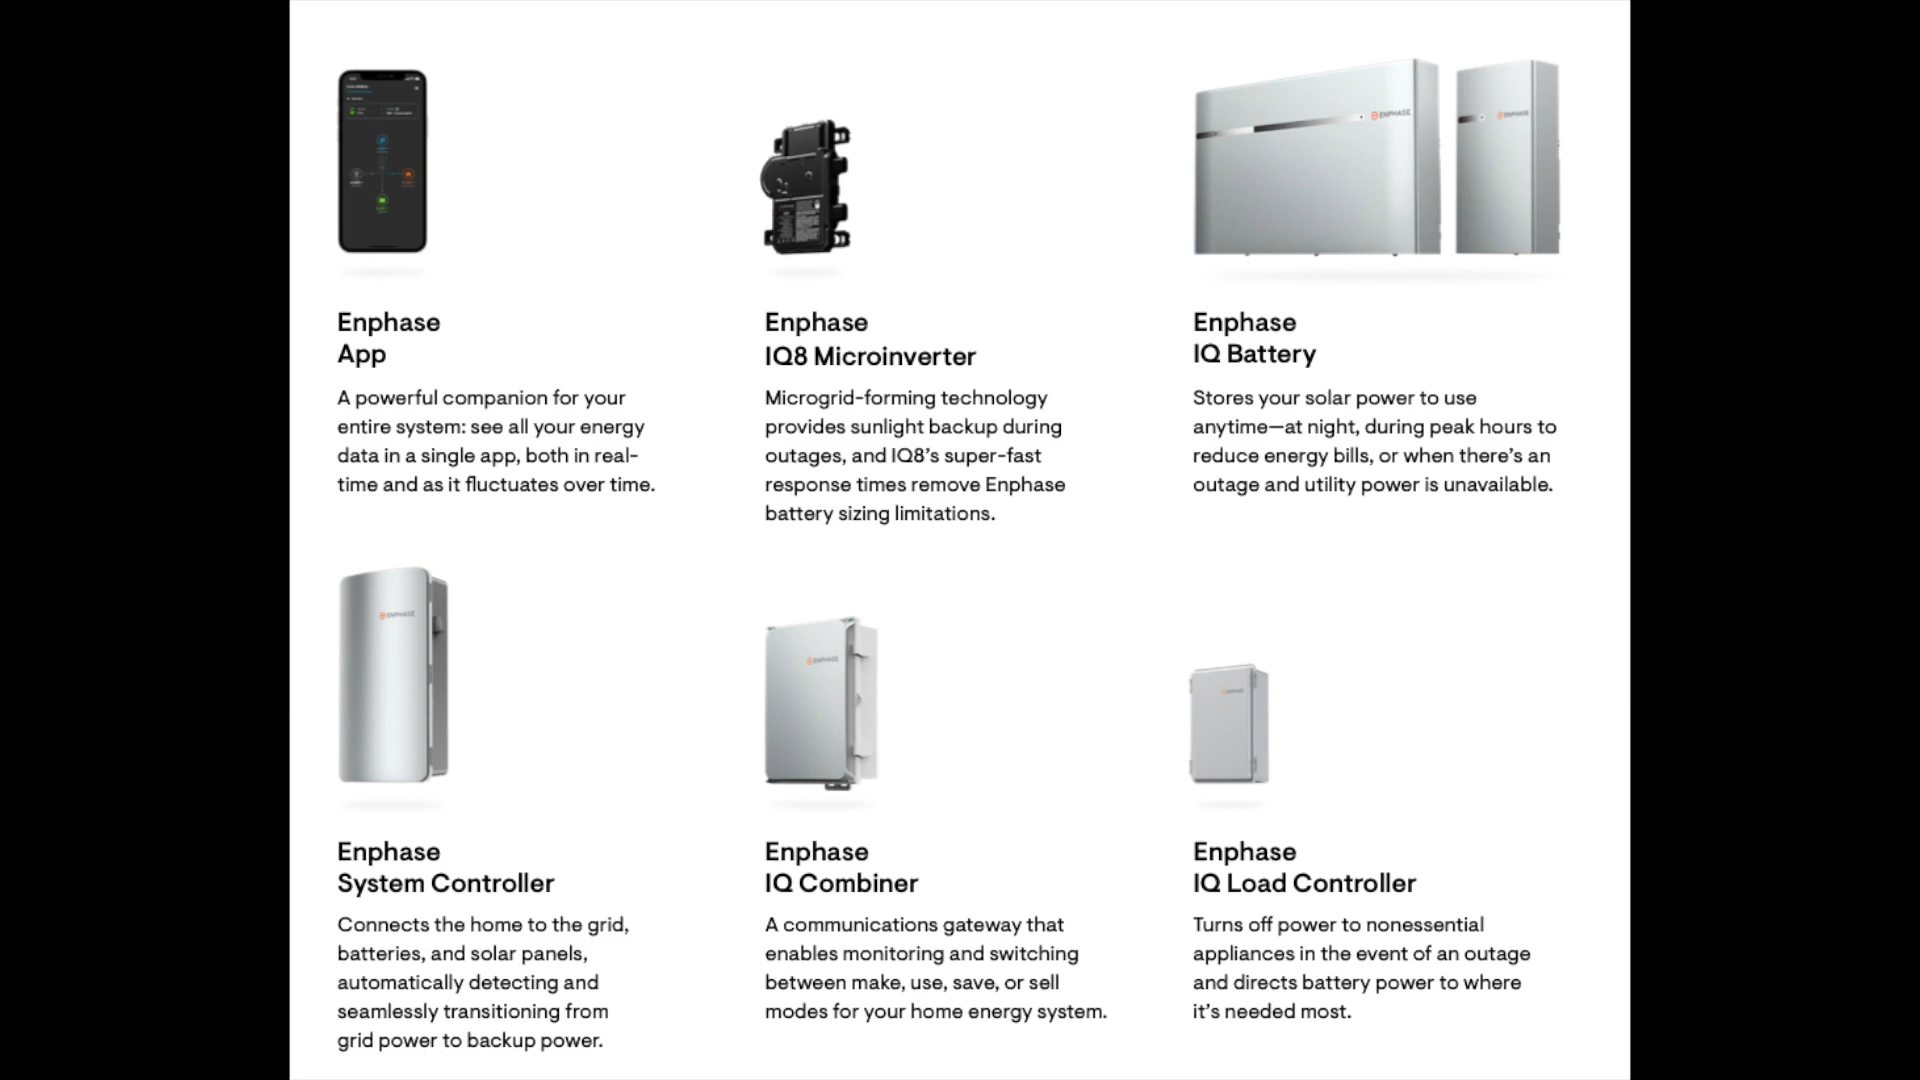 ENPHASE
ENPHASE
Enphase
App
A powerful companion for your
entire system: see all your energy
data in a single app, both in real-
time and as it fluctuates over time.
Enphase
IQ8 Microinverter
Microgrid-forming technology
provides sunlight backup during
outages, and IQ8's super-fast
response times remove Enphase
battery sizing limitations.
Enphase
IQ Battery
Stores your solar power to use
anytime—at night, during peak hours to
reduce energy bills, or when there's an
outage and utility power is unavailable.
ENPHASE
ENPHASE
ENPHASE
Enphase
System Controller
Connects the home to the grid,
batteries, and solar panels,
automatically detecting and
seamlessly transitioning from
grid power to backup power.
Enphase
IQ Combiner
A communications gateway that
enables monitoring and switching
between make, use, save, or sell
modes for your home energy system.
Enphase
IQ Load Controller
Turns off power to nonessential
appliances in the event of an outage
and directs battery power to where
it's needed most.